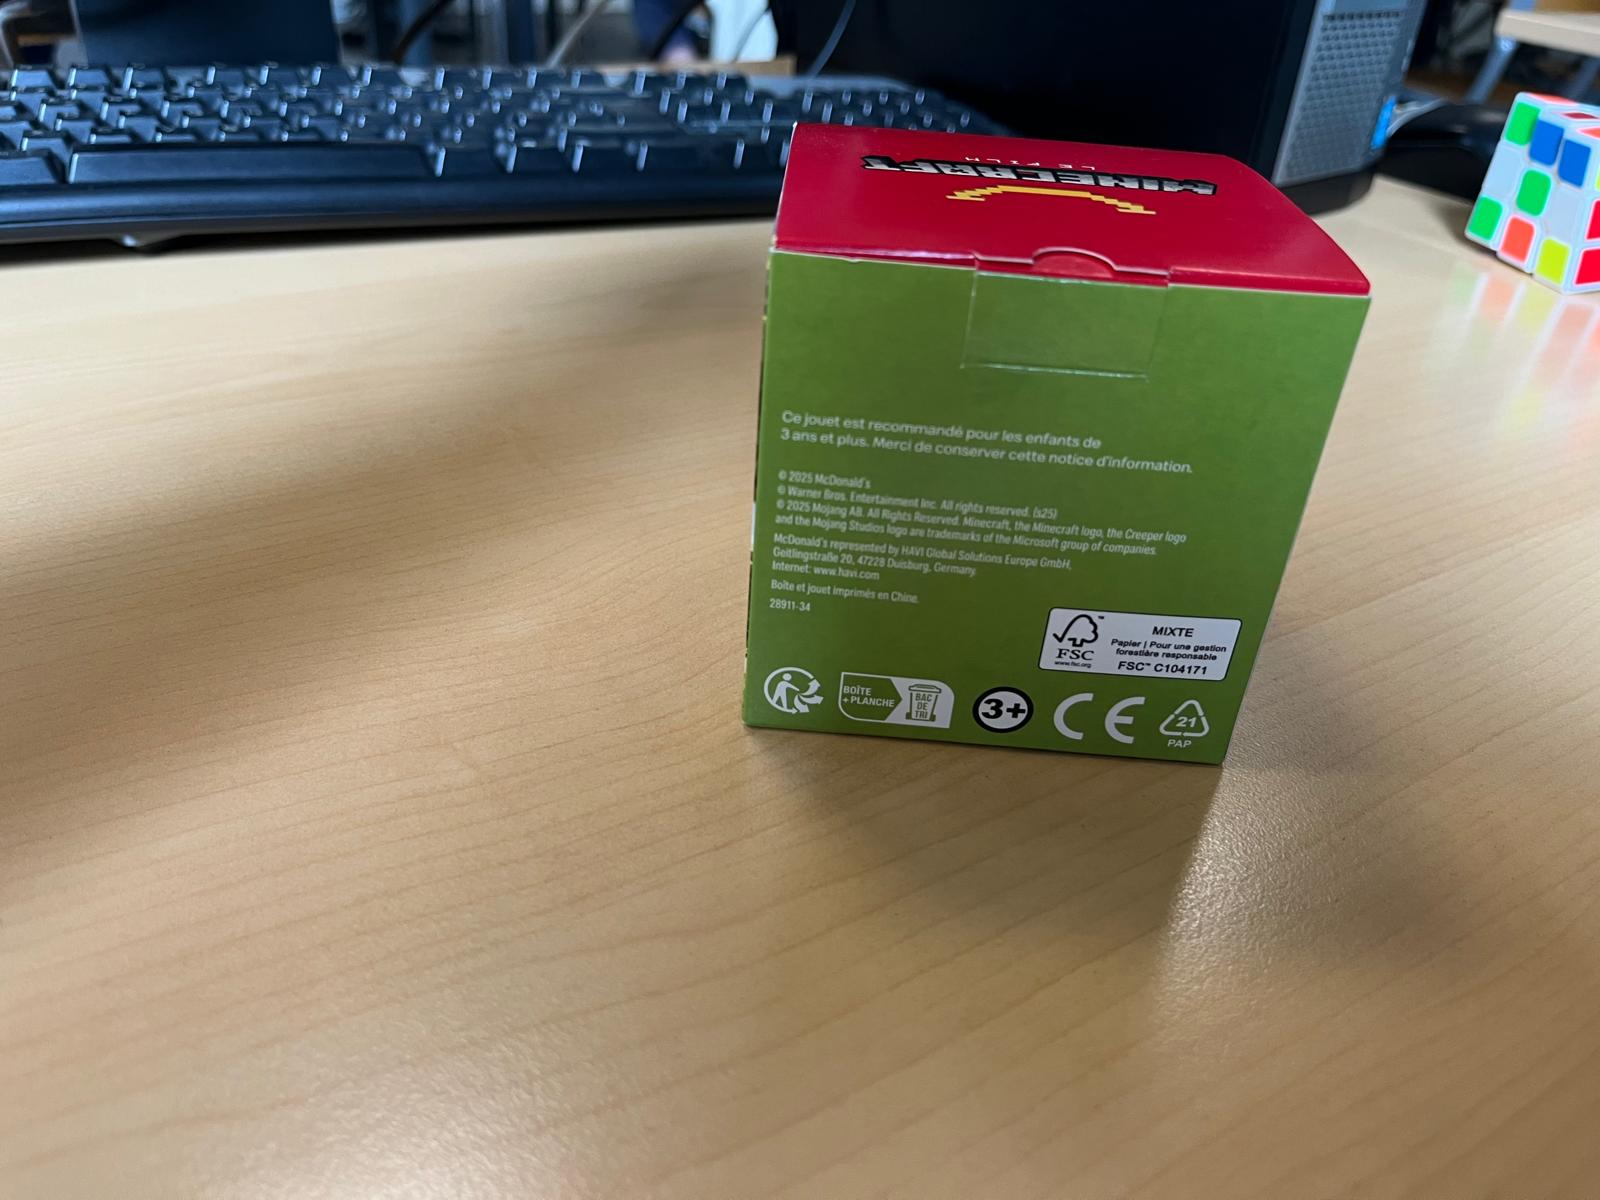 MINECRAFT
LE FILM
Ce jouet est recommandé pour les enfants de
3 ans et plus. Merci de conserver cette notice d'information.
© 2025 McDonald's
© Warner Bros. Entertainment Inc. All rights reserved. (s25)
© 2025 Mojang AB. All Rights Reserved. Minecraft, the Minecraft logo, the Creeper logo
and the Mojang Studios logo are trademarks of the Microsoft group of companies.
McDonald's represented by HAVI Global Solutions Europe GmbH,
Geitlingstraße 20, 47228 Duisburg, Germany.
Internet: www.havi.com
Boîte et jouet imprimés en Chine.
28911-34
FSC™
www.fsc.org
MIXTE
Papier | Pour une gestion
forestière responsable
FSC™ C104171
BOÎTE
+ PLANCHE
BAC
DE
TRI
3+
CE
21
PAP